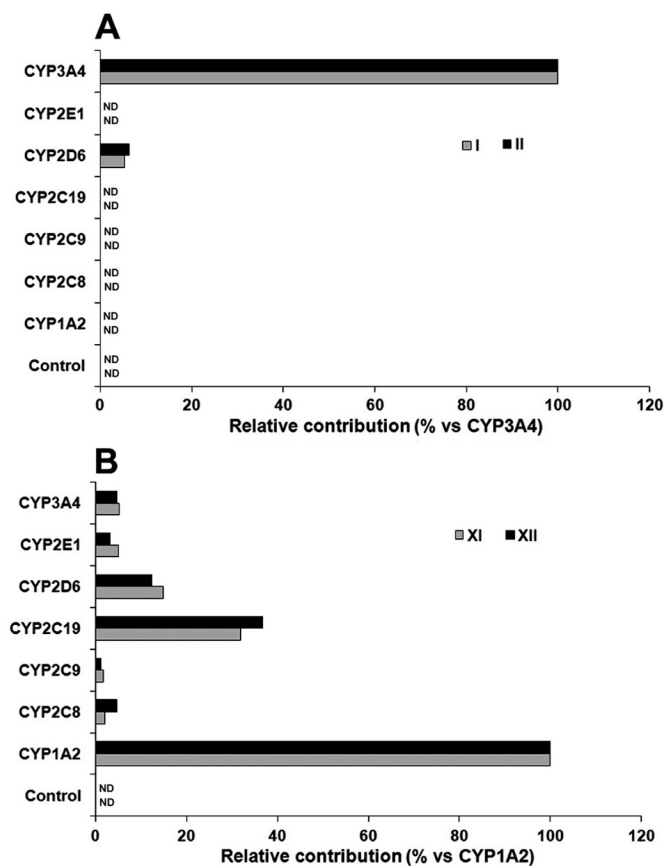 A
CYP3A4
CYP2E1
ND
ND
CYP2D6
I II
CYP2C19
ND
ND
CYP2C9
ND
ND
CYP2C8
ND
ND
CYP1A2
ND
ND
Control
ND
ND
0 20 40 60 80 100 120
Relative contribution (% vs CYP3A4)
B
CYP3A4
CYP2E1
XI XII
CYP2D6
CYP2C19
CYP2C9
CYP2C8
CYP1A2
Control
ND
ND
0 20 40 60 80 100 120
Relative contribution (% vs CYP1A2)